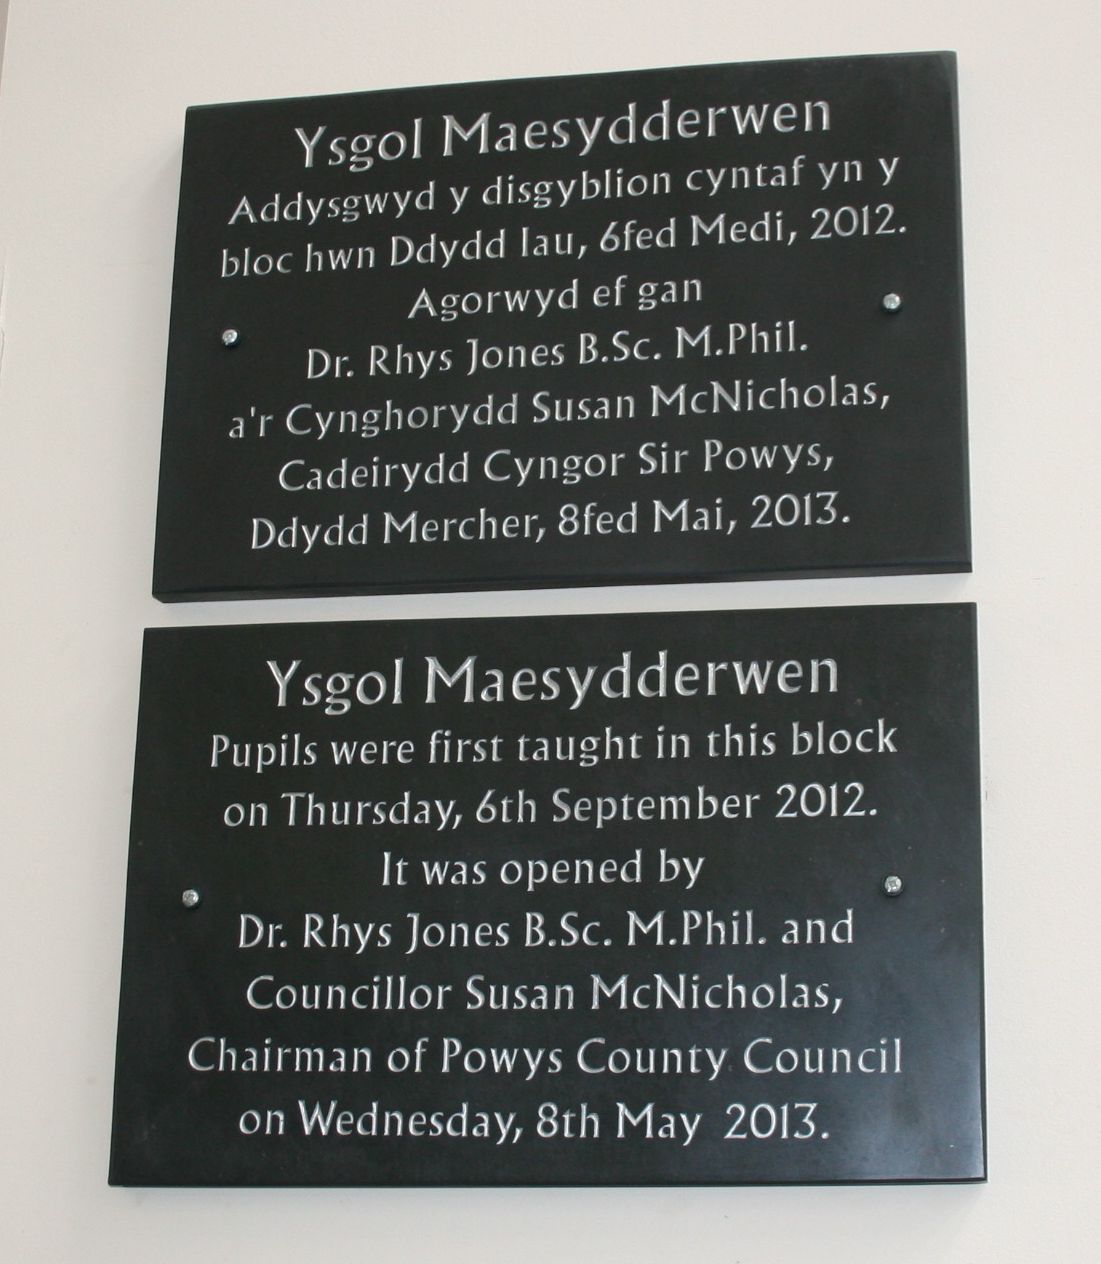 Ysgol Maesydderwen
Addysgwyd y disgyblion cyntaf yn y
bloc hwn Ddydd Iau, 6fed Medi, 2012.
Agorwyd ef gan
Dr. Rhys Jones B.Sc. M.Phil.
a'r Cynghorydd Susan McNicholas,
Cadeirydd Cyngor Sir Powys,
Ddydd Mercher, 8fed Mai, 2013.
Ysgol Maesydderwen
Pupils were first taught in this block
on Thursday, 6th September 2012.
It was opened by
Dr. Rhys Jones B.Sc. M.Phil. and
Councillor Susan McNicholas,
Chairman of Powys County Council
on Wednesday, 8th May 2013.